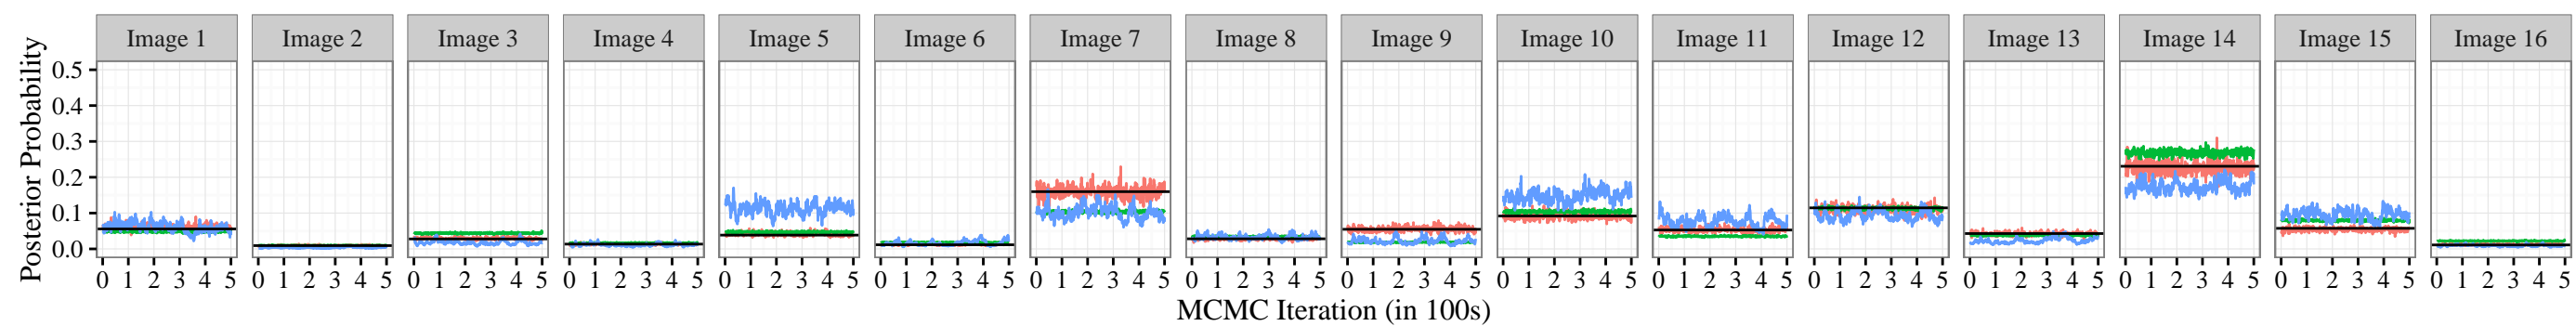 Image 1 Image 2 Image 3 Image 4 Image 5 Image 6 Image 7 Image 8 Image 9 Image 10 Image 11 Image 12 Image 13 Image 14 Image 15 Image 16
Posterior Probability
0.5
0.4
0.3
0.2
0.1
0.0
0 1 2 3 4 5 0 1 2 3 4 5 0 1 2 3 4 5 0 1 2 3 4 5 0 1 2 3 4 5 0 1 2 3 4 5 0 1 2 3 4 5 0 1 2 3 4 5 0 1 2 3 4 5 0 1 2 3 4 5 0 1 2 3 4 5 0 1 2 3 4 5 0 1 2 3 4 5 0 1 2 3 4 5 0 1 2 3 4 5 0 1 2 3 4 5
MCMC Iteration (in 100s)